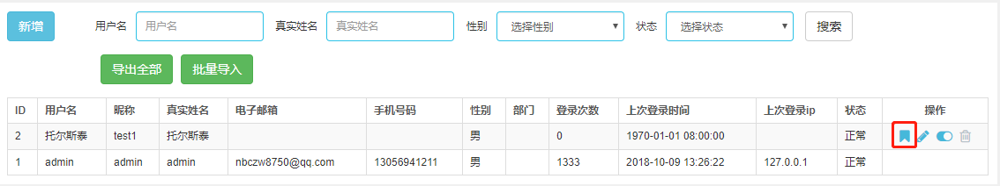 新增 用户名 用户名 真实姓名 真实姓名 性别 选择性别 状态 选择状态 搜索
导出全部 批量导入
ID 用户名 昵称 真实姓名 电子邮箱 手机号码 性别 部门 登录次数 上次登录时间 上次登录ip 状态 操作
2 托尔斯泰 test1 托尔斯泰 男 0 1970-01-01 08:00:00 正常
1 admin admin admin nbczw8750@qq.com 13056941211 男 1333 2018-10-09 13:26:22 127.0.0.1 正常